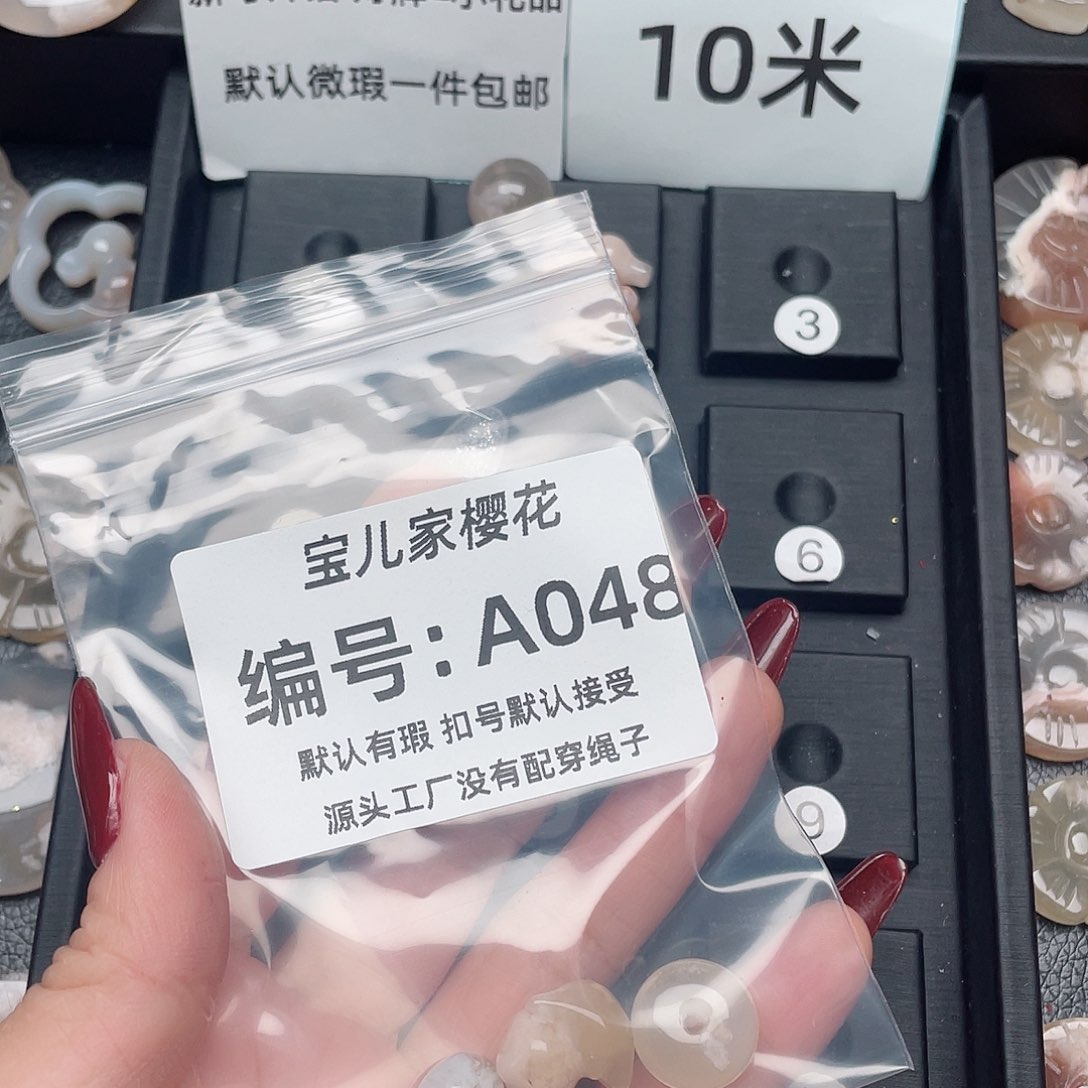 默认微瑕一件包邮
10米
3
6
9
宝儿家樱花
编号：A048
默认有瑕 扣号默认接受
源头工厂没有配穿绳子